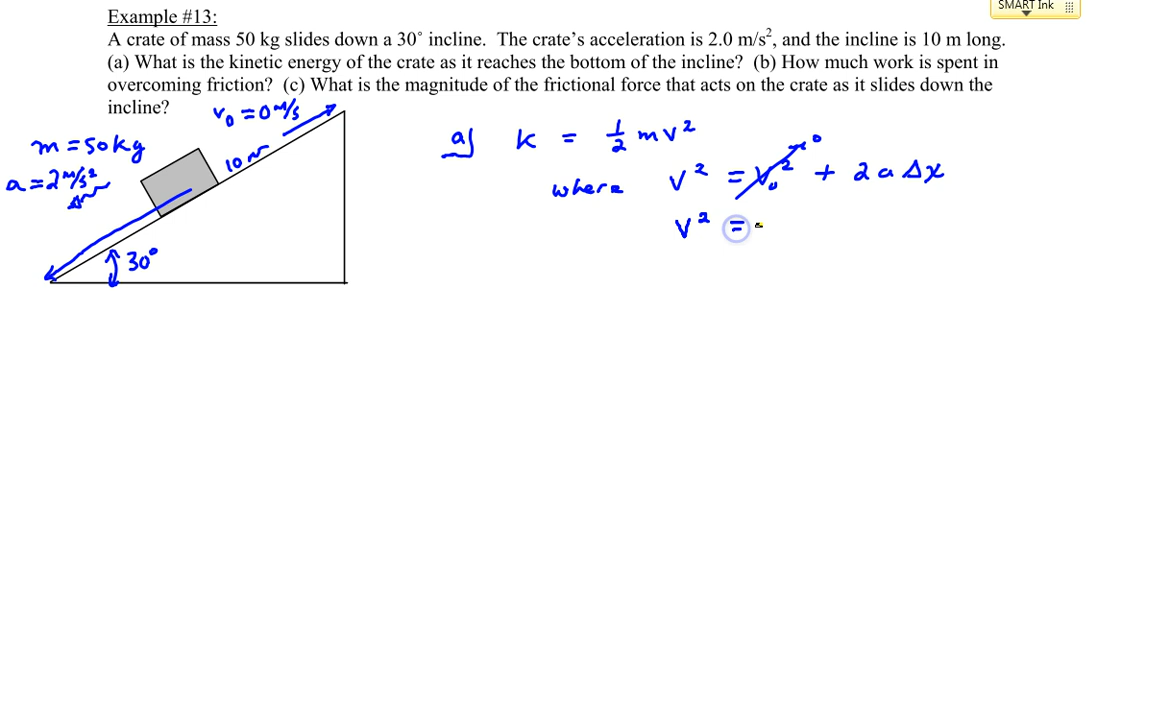 SMART Ink
Example #13:
A crate of mass 50 kg slides down a 30° incline. The crate's acceleration is 2.0 m/s², and the incline is 10 m long.
(a) What is the kinetic energy of the crate as it reaches the bottom of the incline? (b) How much work is spent in
overcoming friction? (c) What is the magnitude of the frictional force that acts on the crate as it slides down the
incline?
v₀ = 0 m/s
m = 50 kg
a = 2 m/s²
10 m
30°
a) K = ½ m v²
where v² = v₀² 0 + 2 a Δx
v² =